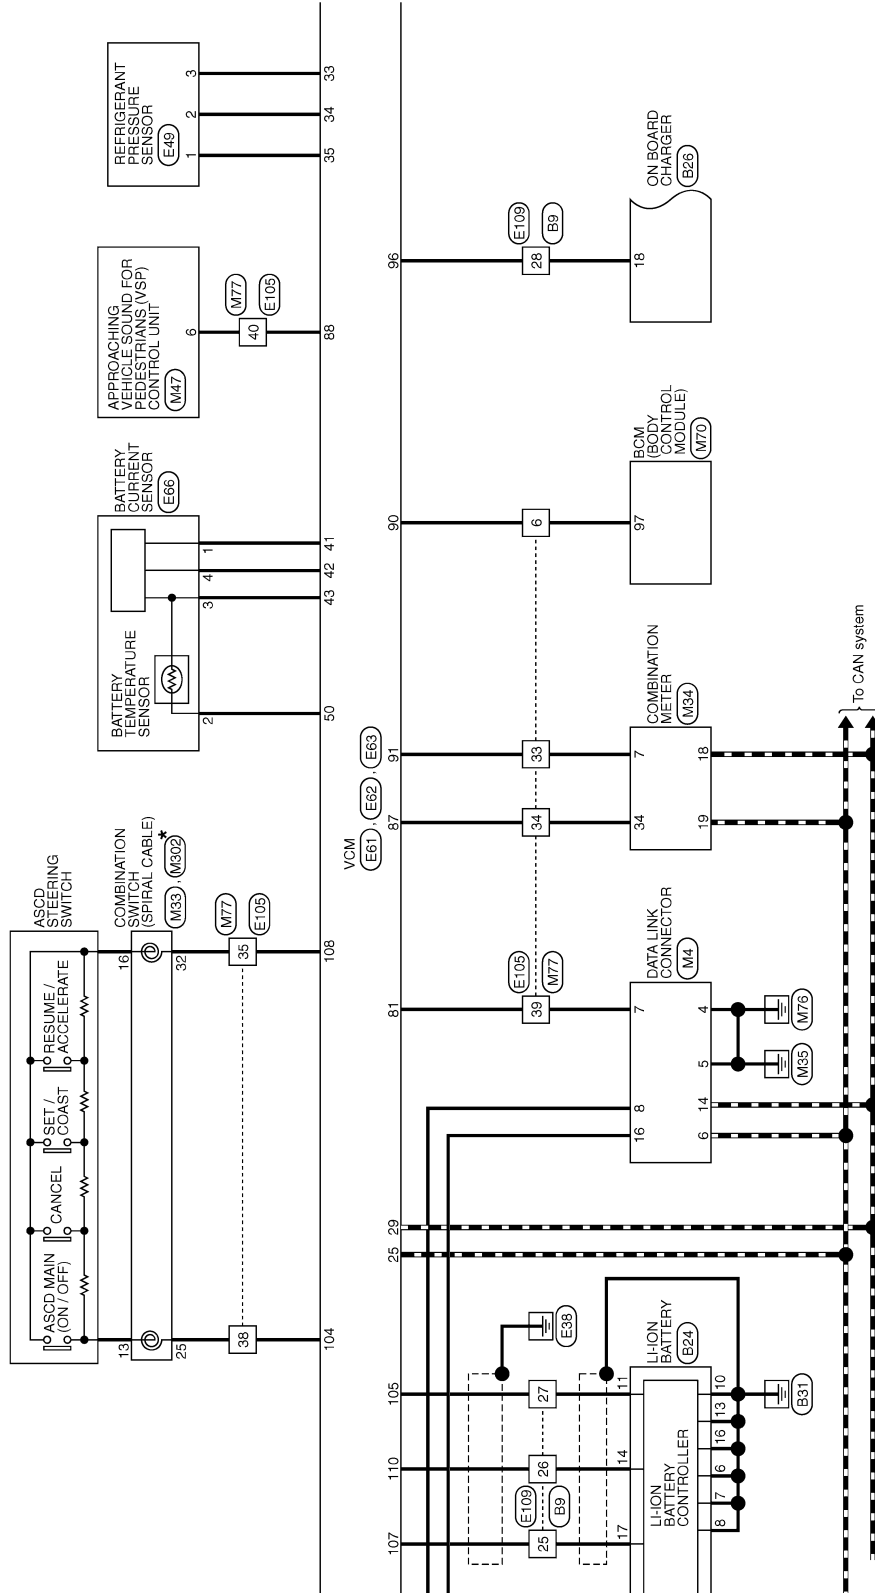 REFRIGERANT
PRESSURE
SENSOR
E49
3
2
1
33
34
35
APPROACHING
VEHICLE SOUND FOR
PEDESTRIANS (VSP)
CONTROL UNIT
M47
6
M77
40
E105
88
BATTERY
CURRENT
SENSOR
E66
1
4
3
41
42
43
BATTERY
TEMPERATURE
SENSOR
2
50
ASCD
STEERING
SWITCH
COMBINATION
SWITCH
(SPIRAL CABLE)
M33 , M302 *
RESUME /
ACCELERATE
SET /
COAST
CANCEL
ASCD MAIN
(ON / OFF)
16
32
M77
35
E105
108
13
25
38
104
VCM
E61 , E62 , E63
96
E109
28
B9
18
ON BOARD
CHARGER
B26
90
6
97
BCM
(BODY
CONTROL
MODULE)
M70
91
33
7
87
34
34
COMBINATION
METER
M34
18
19
To CAN system
81
E105
39
M77
7
DATA LINK
CONNECTOR
M4
8
16
4
5
14
6
M76
M35
29
25
E38
105
27
11
110
26
14
E109
B9
107
25
17
LI-ION
BATTERY
B24
LI-ION
BATTERY
CONTROLLER
10
13
16
6
7
8
B31